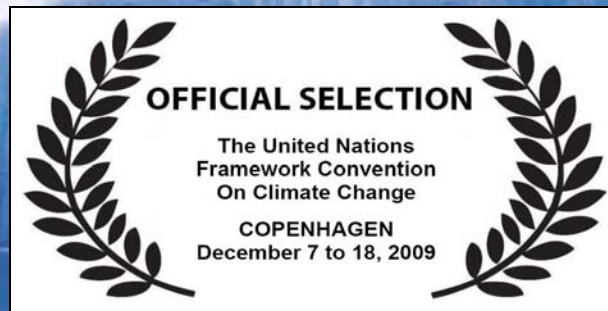 OFFICIAL SELECTION
The United Nations
Framework Convention
On Climate Change
COPENHAGEN
December 7 to 18, 2009